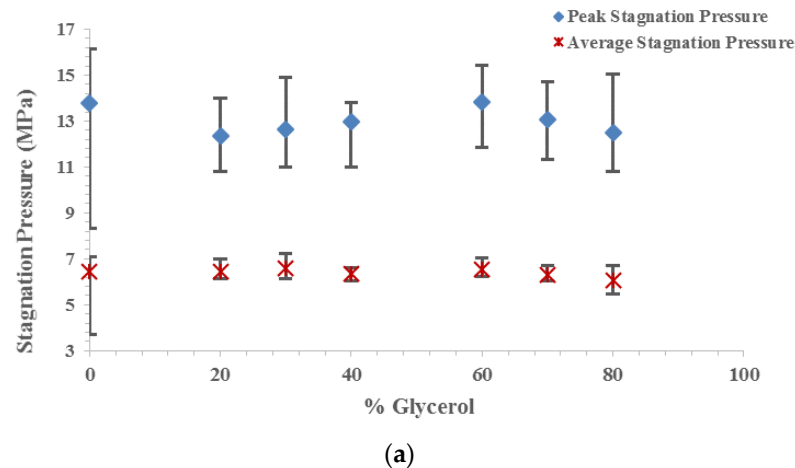 Peak Stagnation Pressure
Average Stagnation Pressure
Stagnation Pressure (MPa)
17
15
13
11
9
7
5
3
0 20 40 60 80 100
% Glycerol
(a)